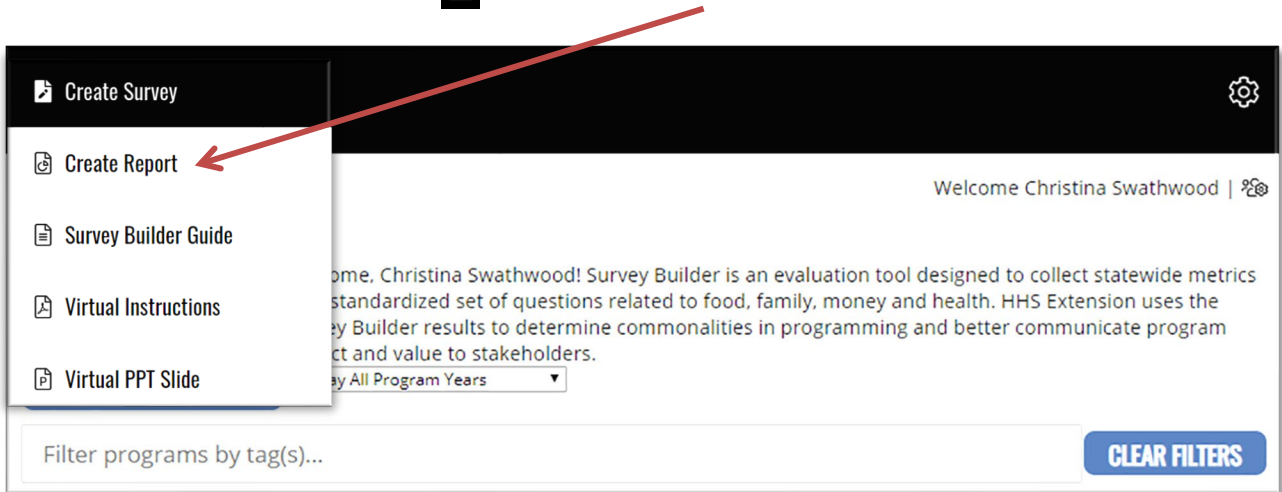 Create Survey
Create Report
Welcome Christina Swathwood |
Survey Builder Guide
ome, Christina Swathwood! Survey Builder is an evaluation tool designed to collect statewide metrics
Virtual Instructions
standardized set of questions related to food, family, money and health. HHS Extension uses the
ey Builder results to determine commonalities in programming and better communicate program
ct and value to stakeholders.
Virtual PPT Slide
ay All Program Years
Filter programs by tag(s)...
CLEAR FILTERS